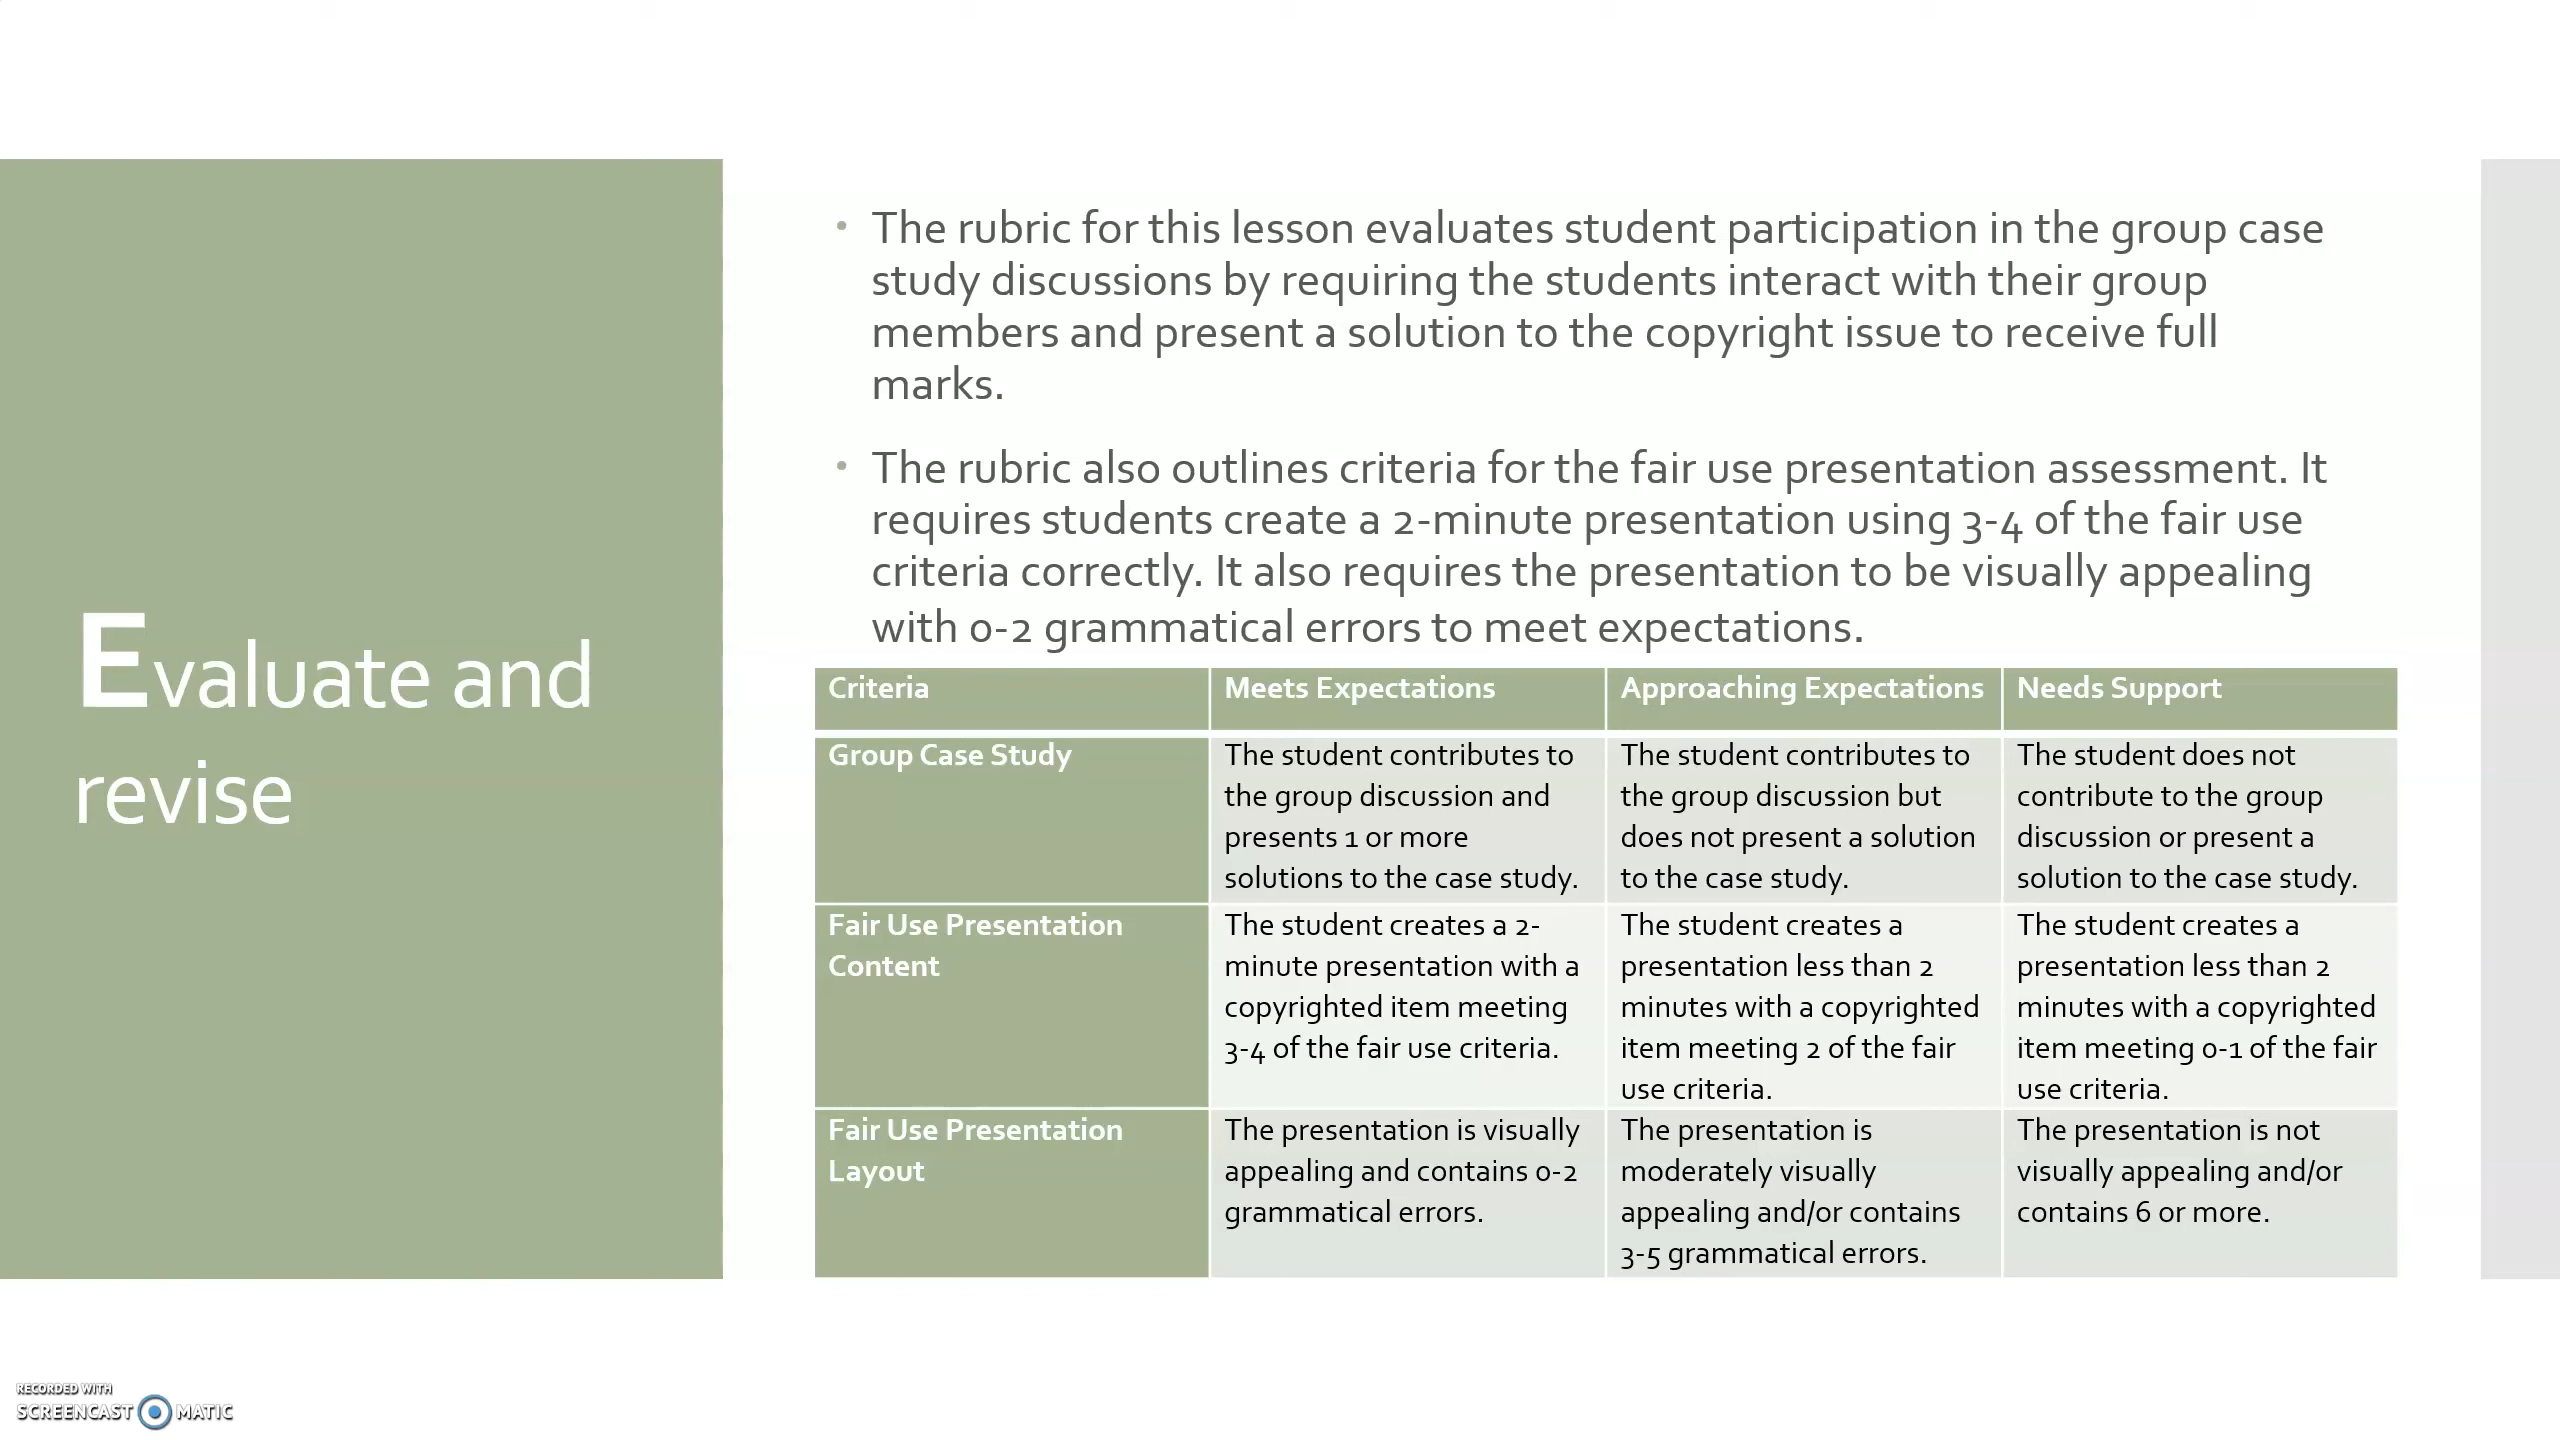 Evaluate and
revise
• The rubric for this lesson evaluates student participation in the group case
study discussions by requiring the students interact with their group
members and present a solution to the copyright issue to receive full
marks.
• The rubric also outlines criteria for the fair use presentation assessment. It
requires students create a 2-minute presentation using 3-4 of the fair use
criteria correctly. It also requires the presentation to be visually appealing
with 0-2 grammatical errors to meet expectations.
Criteria
Meets Expectations
Approaching Expectations
Needs Support
Group Case Study
The student contributes to
the group discussion and
presents 1 or more
solutions to the case study.
The student contributes to
the group discussion but
does not present a solution
to the case study.
The student does not
contribute to the group
discussion or present a
solution to the case study.
Fair Use Presentation
Content
The student creates a 2-
minute presentation with a
copyrighted item meeting
3-4 of the fair use criteria.
The student creates a
presentation less than 2
minutes with a copyrighted
item meeting 2 of the fair
use criteria.
The student creates a
presentation less than 2
minutes with a copyrighted
item meeting 0-1 of the fair
use criteria.
Fair Use Presentation
Layout
The presentation is visually
appealing and contains 0-2
grammatical errors.
The presentation is
moderately visually
appealing and/or contains
3-5 grammatical errors.
The presentation is not
visually appealing and/or
contains 6 or more.
RECORDED WITH
SCREENCAST MATIC